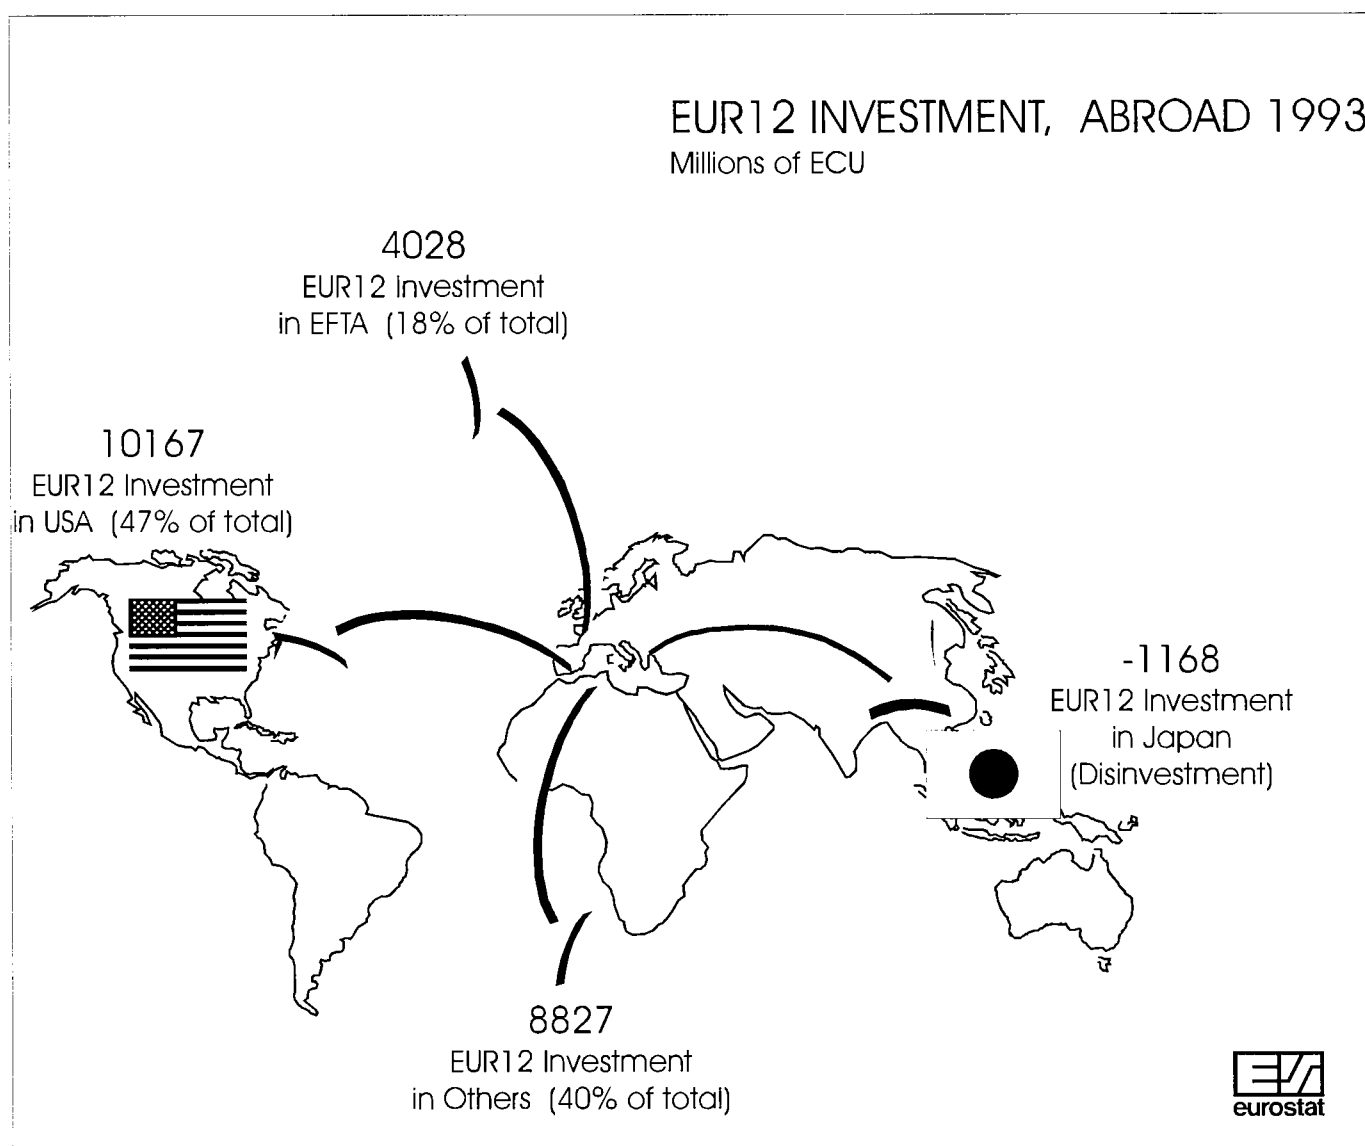 EUR12 INVESTMENT, ABROAD 1993
Millions of ECU
4028
EUR12 Investment
in EFTA (18% of total)
10167
EUR12 Investment
in USA (47% of total)
-1168
EUR12 Investment
in Japan
(Disinvestment)
8827
EUR12 Investment
in Others (40% of total)
eurostat